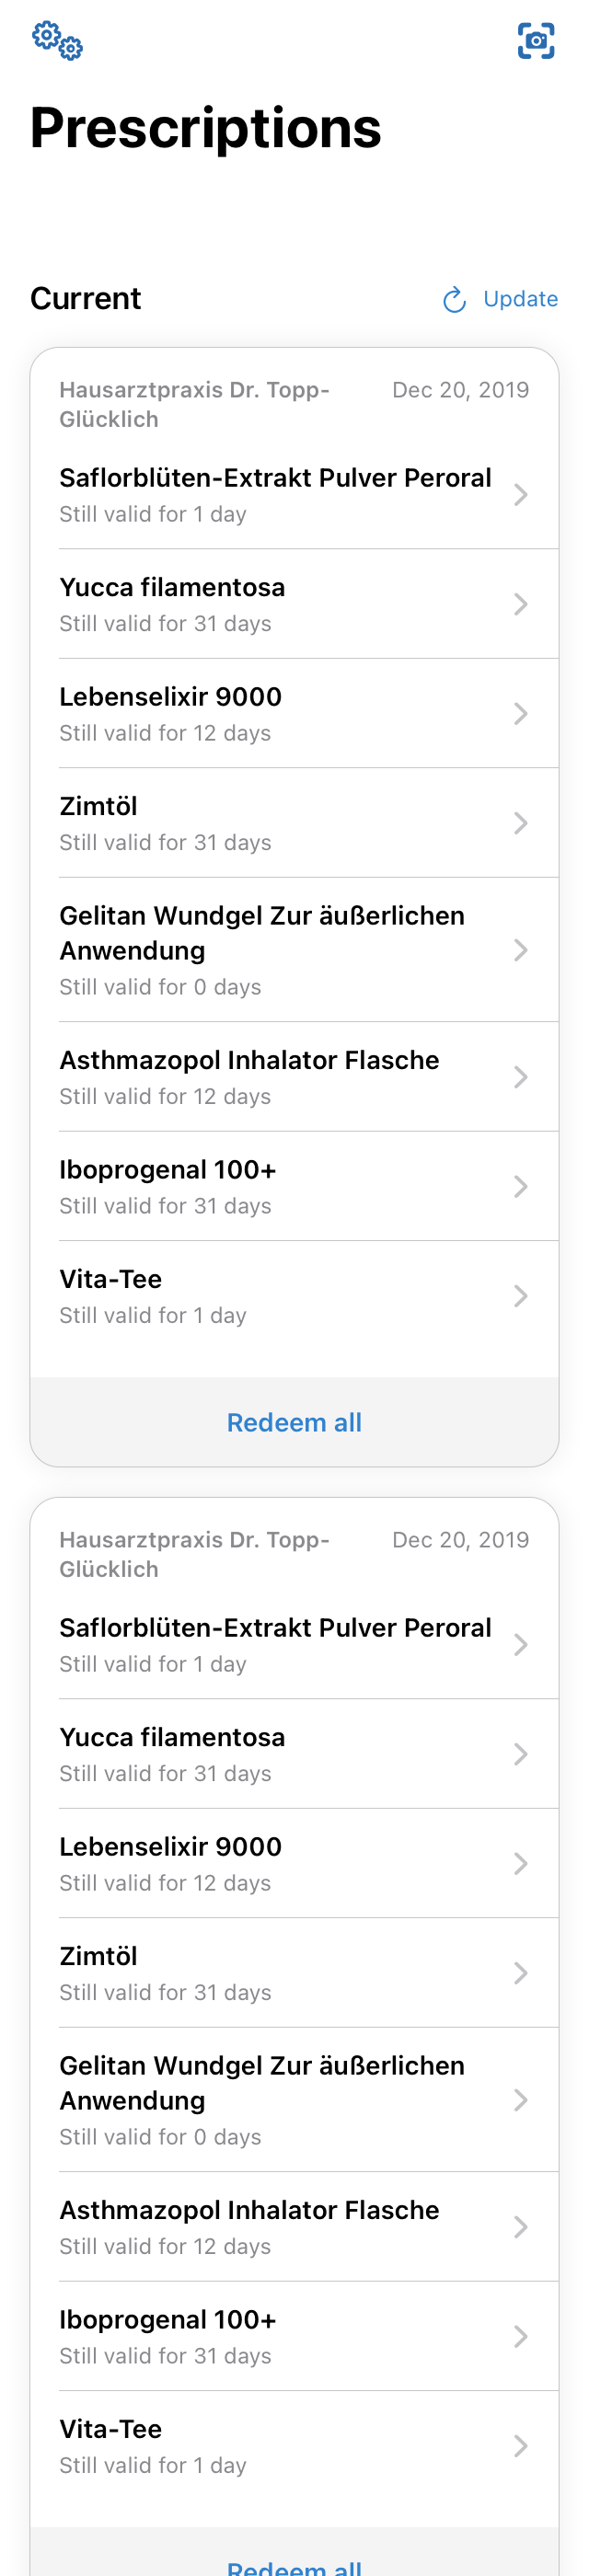 Prescriptions
Current
Update
Hausarztpraxis Dr. Topp-
Glücklich
Dec 20, 2019
Saflorblüten-Extrakt Pulver Peroral
Still valid for 1 day
Yucca filamentosa
Still valid for 31 days
Lebenselixir 9000
Still valid for 12 days
Zimtöl
Still valid for 31 days
Gelitan Wundgel Zur äußerlichen
Anwendung
Still valid for 0 days
Asthmazopol Inhalator Flasche
Still valid for 12 days
Iboprogenal 100+
Still valid for 31 days
Vita-Tee
Still valid for 1 day
Redeem all
Hausarztpraxis Dr. Topp-
Glücklich
Dec 20, 2019
Saflorblüten-Extrakt Pulver Peroral
Still valid for 1 day
Yucca filamentosa
Still valid for 31 days
Lebenselixir 9000
Still valid for 12 days
Zimtöl
Still valid for 31 days
Gelitan Wundgel Zur äußerlichen
Anwendung
Still valid for 0 days
Asthmazopol Inhalator Flasche
Still valid for 12 days
Iboprogenal 100+
Still valid for 31 days
Vita-Tee
Still valid for 1 day
Redeem all